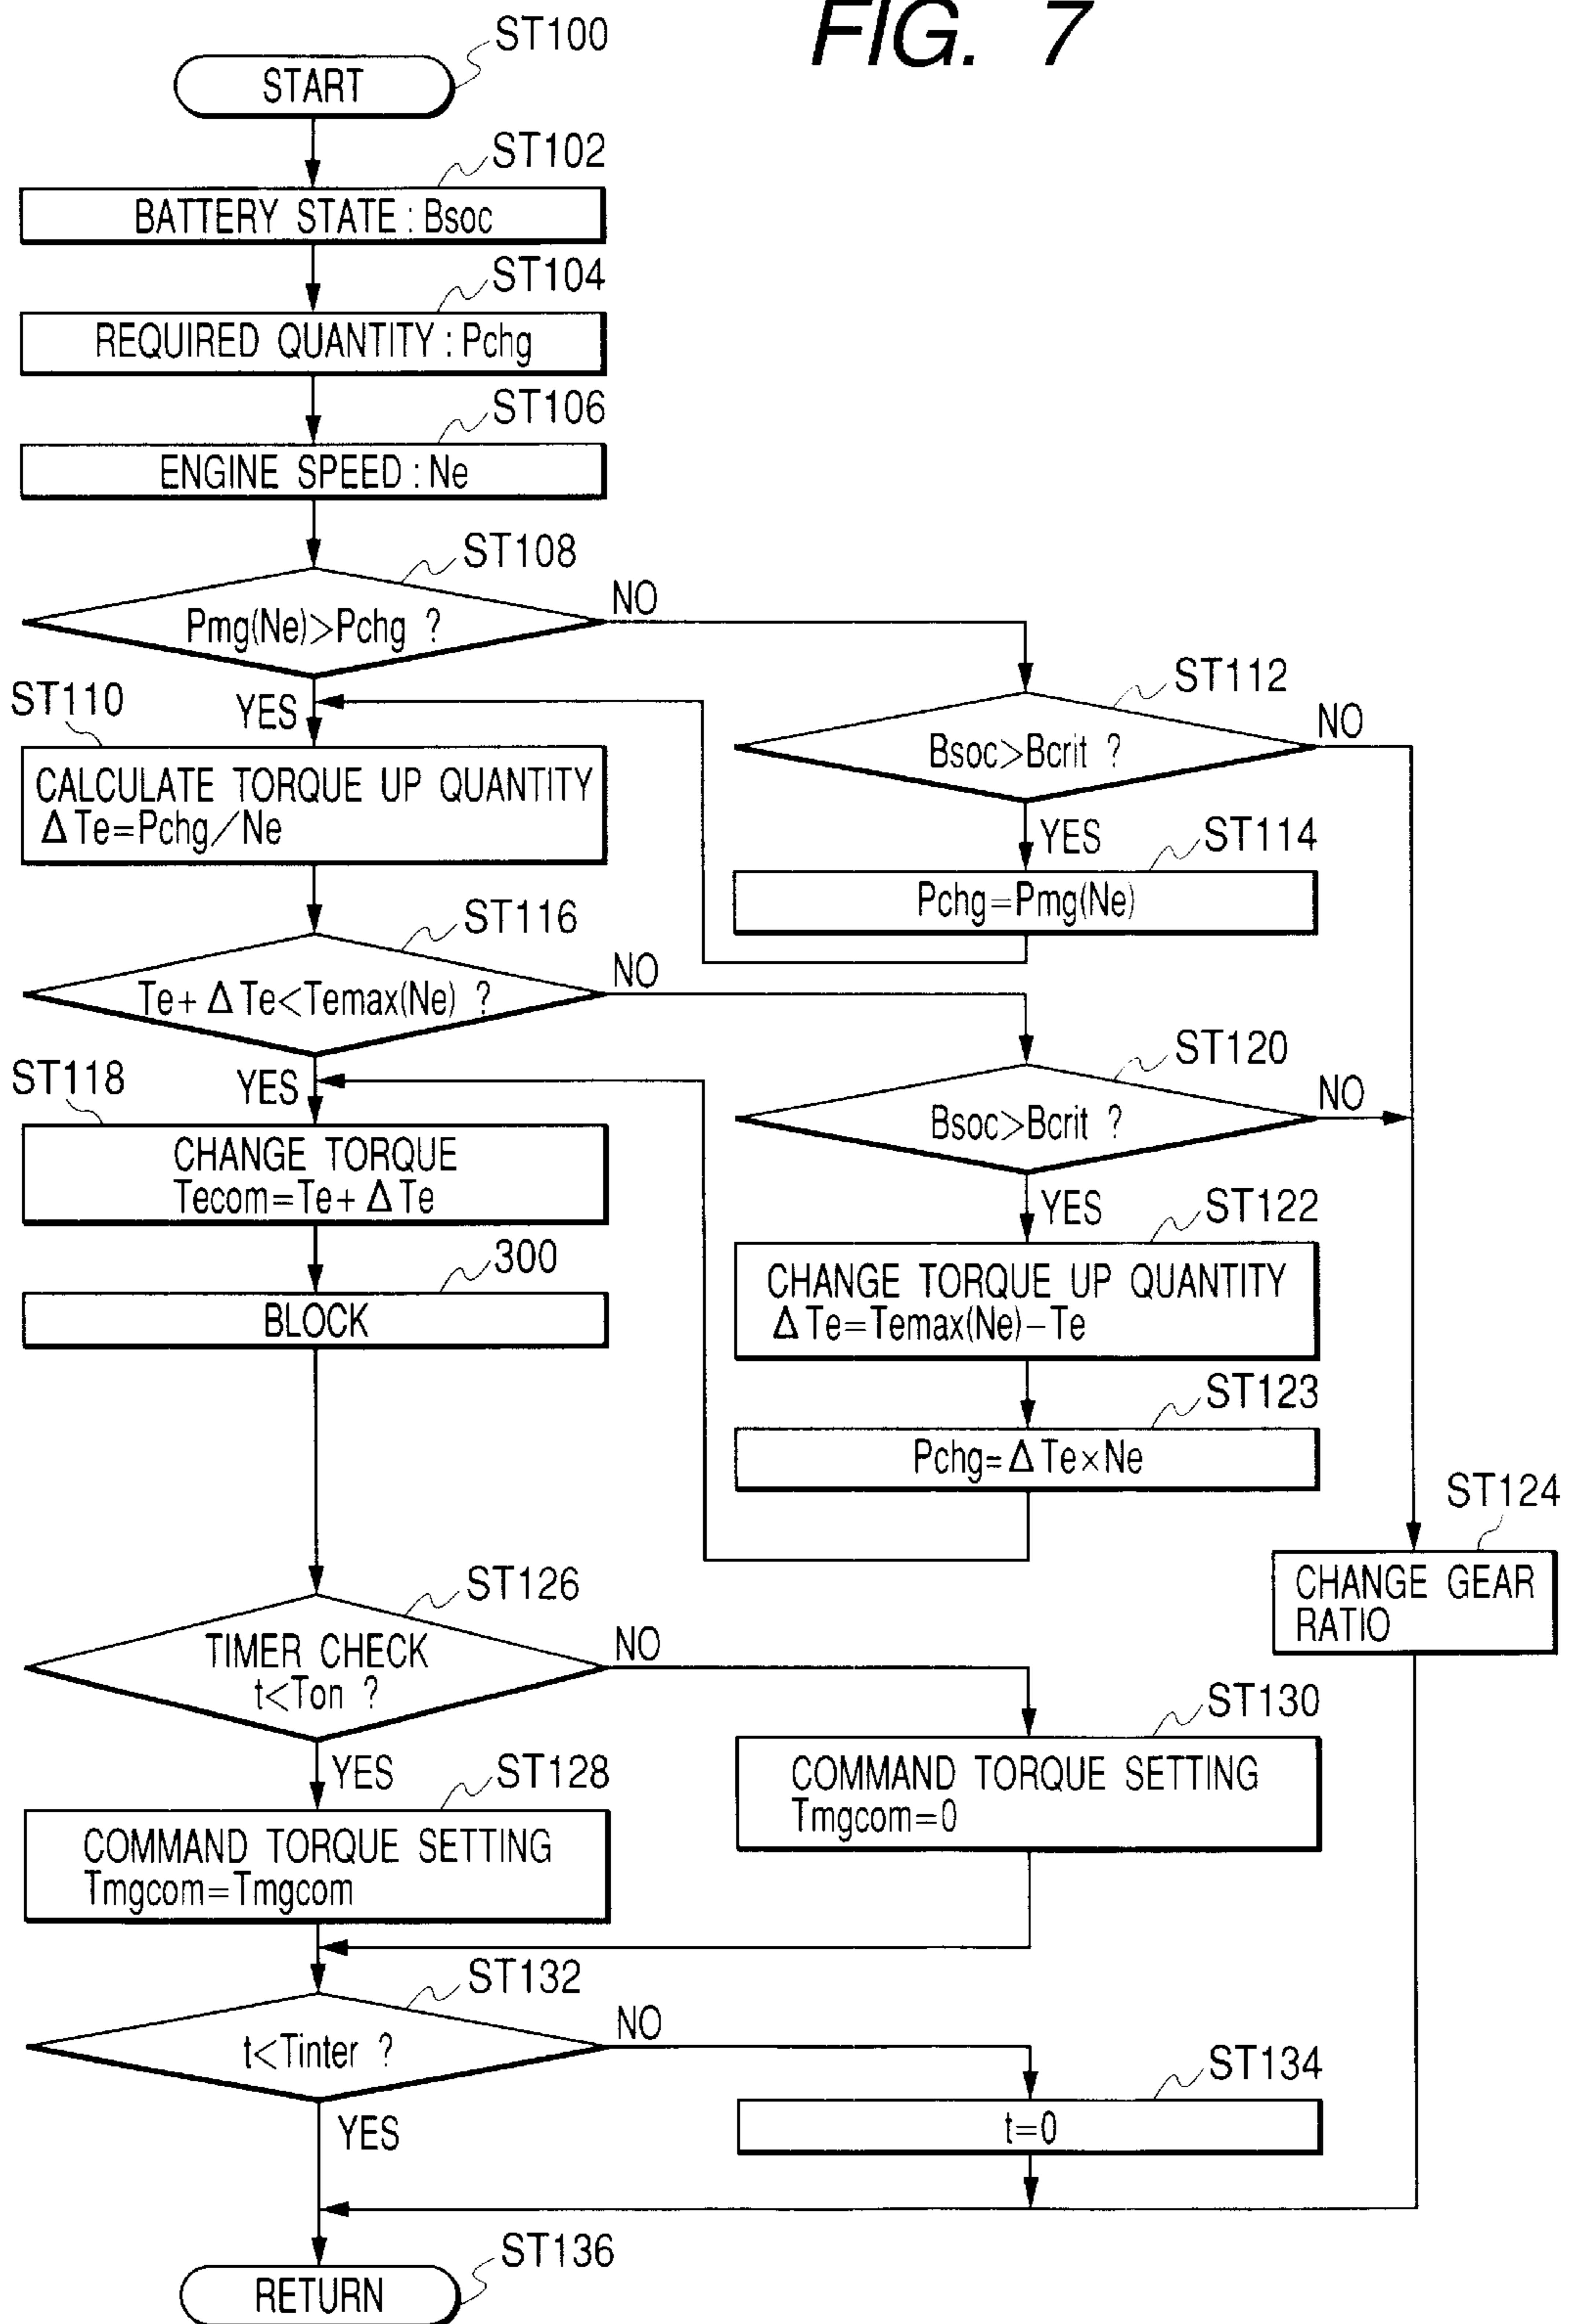 FIG. 7
ST100
START
ST102
BATTERY STATE : Bsoc
ST104
REQUIRED QUANTITY : Pchg
ST106
ENGINE SPEED : Ne
ST108
Pmg(Ne)>Pchg ?
NO
YES
ST112
Bsoc>Bcrit ?
NO
YES
ST110
CALCULATE TORQUE UP QUANTITY
ΔTe=Pchg/Ne
ST114
Pchg=Pmg(Ne)
ST116
Te+ΔTe<Temax(Ne) ?
NO
YES
ST120
Bsoc>Bcrit ?
NO
YES
ST118
CHANGE TORQUE
Tecom=Te+ΔTe
ST122
CHANGE TORQUE UP QUANTITY
ΔTe=Temax(Ne)-Te
300
BLOCK
ST123
Pchg=ΔTe×Ne
ST124
CHANGE GEAR
RATIO
ST126
TIMER CHECK
t<Ton ?
NO
YES
ST130
COMMAND TORQUE SETTING
Tmgcom=0
ST128
COMMAND TORQUE SETTING
Tmgcom=Tmgcom
ST132
t<Tinter ?
NO
YES
ST134
t=0
ST136
RETURN